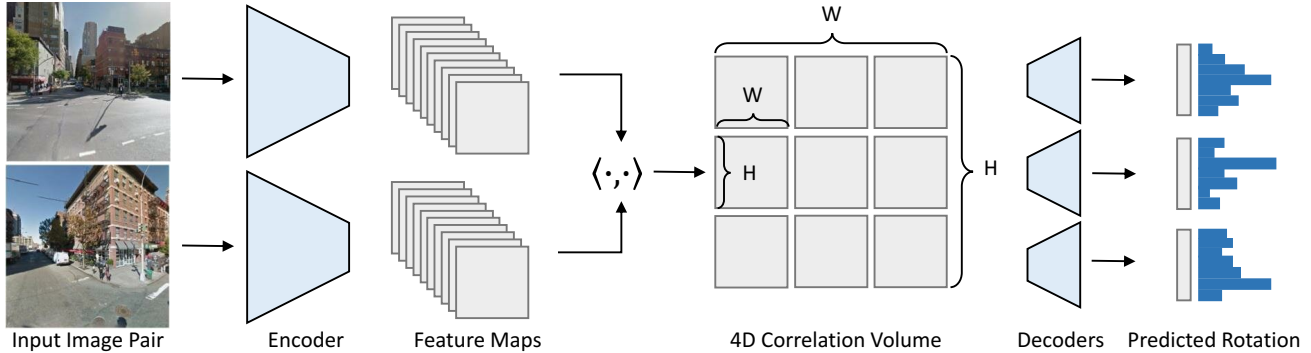 W
W
H
H
⟨·,·⟩
Input Image Pair
Encoder
Feature Maps
4D Correlation Volume
Decoders
Predicted Rotation